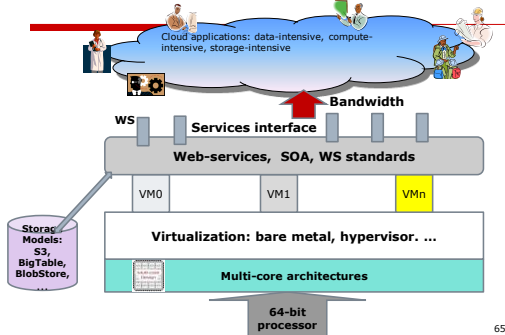 Cloud applications: data-intensive, compute-
intensive, storage-intensive
Bandwidth
WS
Services interface
Web-services, SOA, WS standards
VM0
VM1
VMn
Storage
Models:
S3,
BigTable,
BlobStore,
...
Virtualization: bare metal, hypervisor. ...
Multi-core architectures
64-bit
processor
65